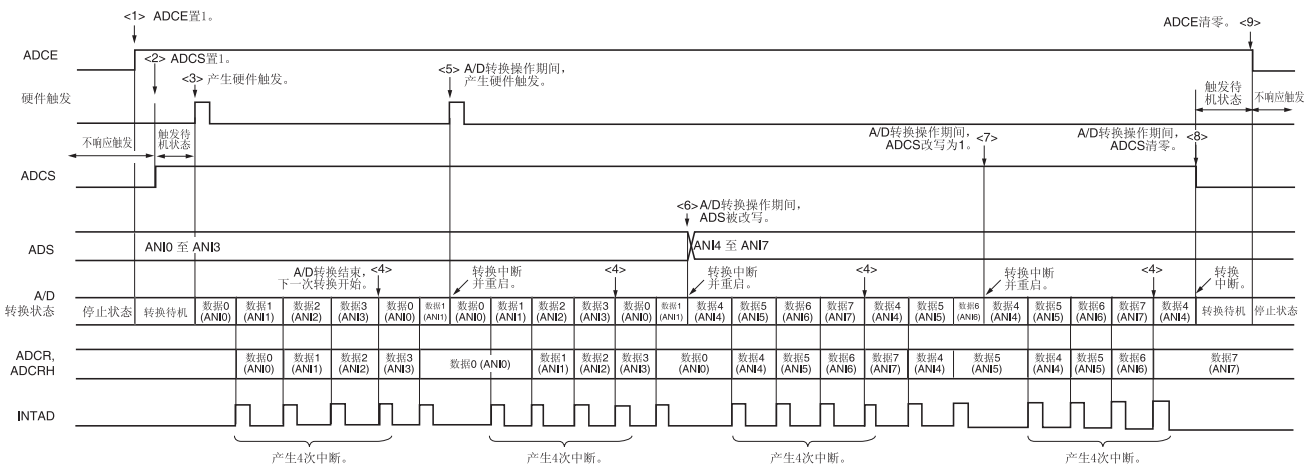 <1> ADCE置1。
ADCE清零。 <9>
ADCE
<2> ADCS置1。
<3> 产生硬件触发。
<5> A/D转换操作期间，
产生硬件触发。
硬件触发
触发待
机状态
不响应触发
不响应触发
触发待
机状态
A/D转换操作期间， <7>
ADCS改写为1。
A/D转换操作期间， <8>
ADCS清零。
ADCS
<6> A/D转换操作期间，
ADS被改写。
ADS
ANI0 至 ANI3
ANI4 至 ANI7
A/D转换结束， <4>
下一次转换开始。
转换中断
并重启。
<4>
转换中断
并重启。
<4>
转换中断
并重启。
<4>
转换
中断。
A/D
转换状态
停止状态 转换待机 数据0 数据1 数据2 数据3 数据0 数据1 数据0 数据1 数据2 数据3 数据0 数据1 数据4 数据5 数据6 数据7 数据4 数据5 数据6 数据4 数据5 数据6 数据7 数据4 转换待机 停止状态
(ANI0) (ANI1) (ANI2) (ANI3) (ANI0) (ANI1) (ANI0) (ANI1) (ANI2) (ANI3) (ANI0) (ANI1) (ANI4) (ANI5) (ANI6) (ANI7) (ANI4) (ANI5) (ANI6) (ANI4) (ANI5) (ANI6) (ANI7) (ANI4)
ADCR,
ADCRH
数据0 数据1 数据2 数据3 数据0 (ANI0) 数据1 数据2 数据3 数据0 数据4 数据5 数据6 数据7 数据4 数据5 数据4 数据5 数据6 数据7
(ANI0) (ANI1) (ANI2) (ANI3) (ANI1) (ANI2) (ANI3) (ANI0) (ANI4) (ANI5) (ANI6) (ANI7) (ANI4) (ANI5) (ANI4) (ANI5) (ANI6) (ANI7)
INTAD
产生4次中断。 产生4次中断。 产生4次中断。 产生4次中断。